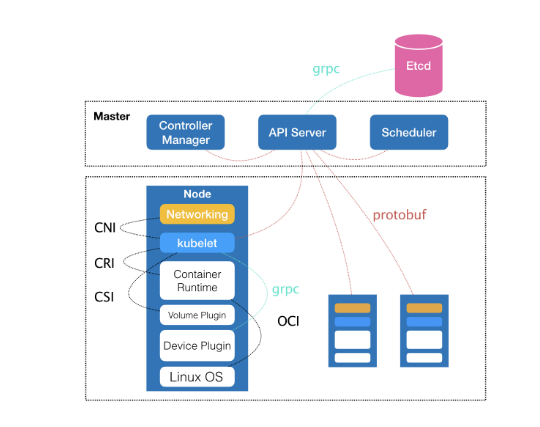 grpc
Etcd
Master
Controller
Manager
API Server
Scheduler
Node
Networking
CNI
kubelet
protobuf
CRI
Container
Runtime
CSI
grpc
Volume Plugin
OCI
Device Plugin
Linux OS